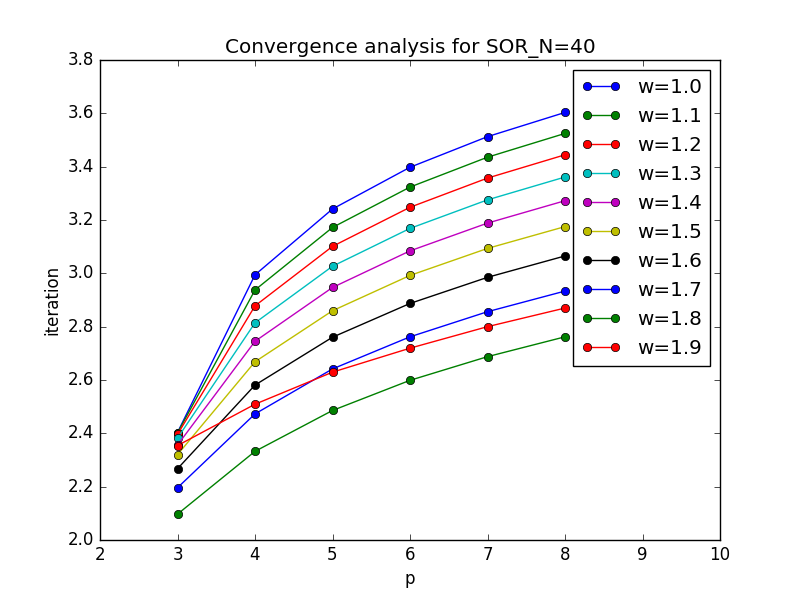 Convergence analysis for SOR_N=40
3.8
3.6
3.4
3.2
3.0
2.8
2.6
2.4
2.2
2.0
iteration
2 3 4 5 6 7 8 9 10
p
w=1.0
w=1.1
w=1.2
w=1.3
w=1.4
w=1.5
w=1.6
w=1.7
w=1.8
w=1.9